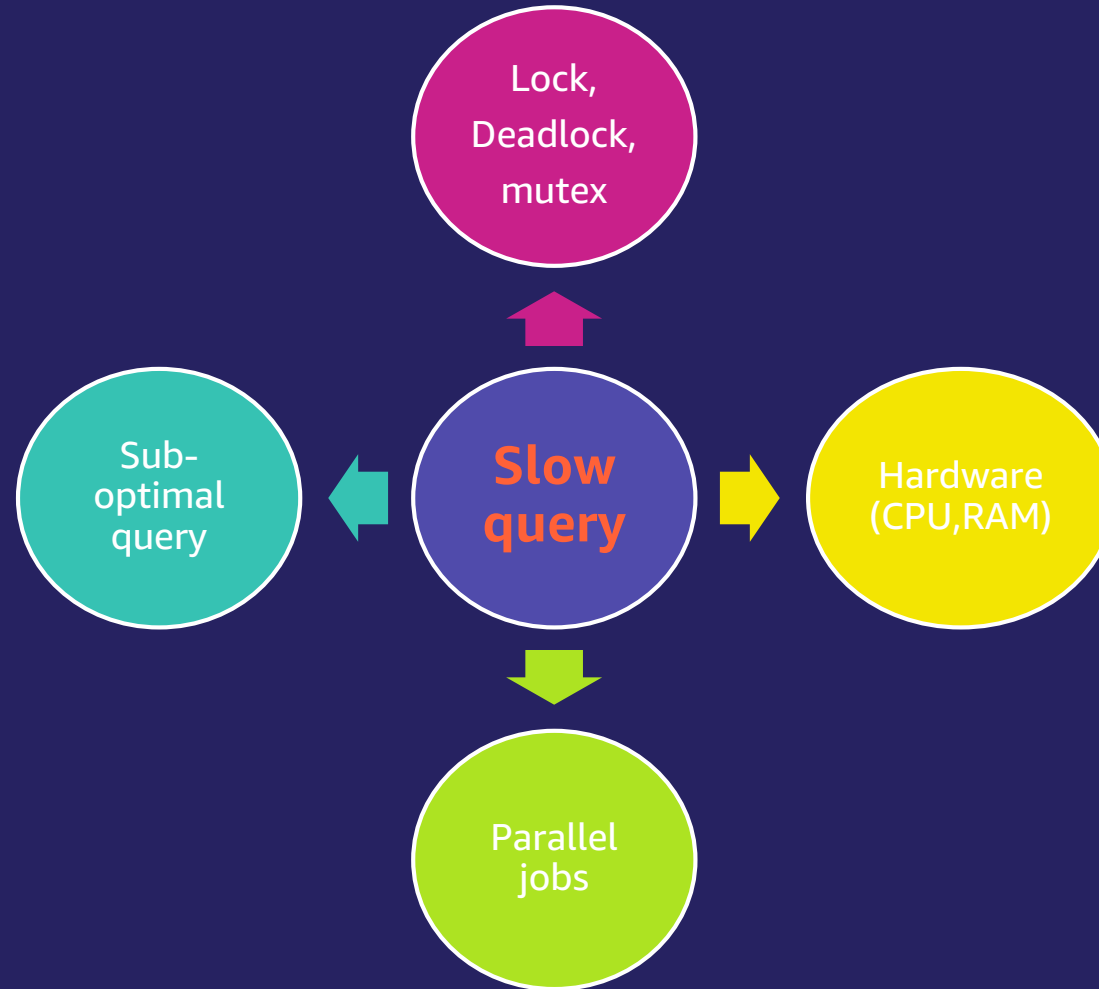 Lock,
Deadlock,
mutex
Sub-
optimal
query
Slow
query
Hardware
(CPU,RAM)
Parallel
jobs